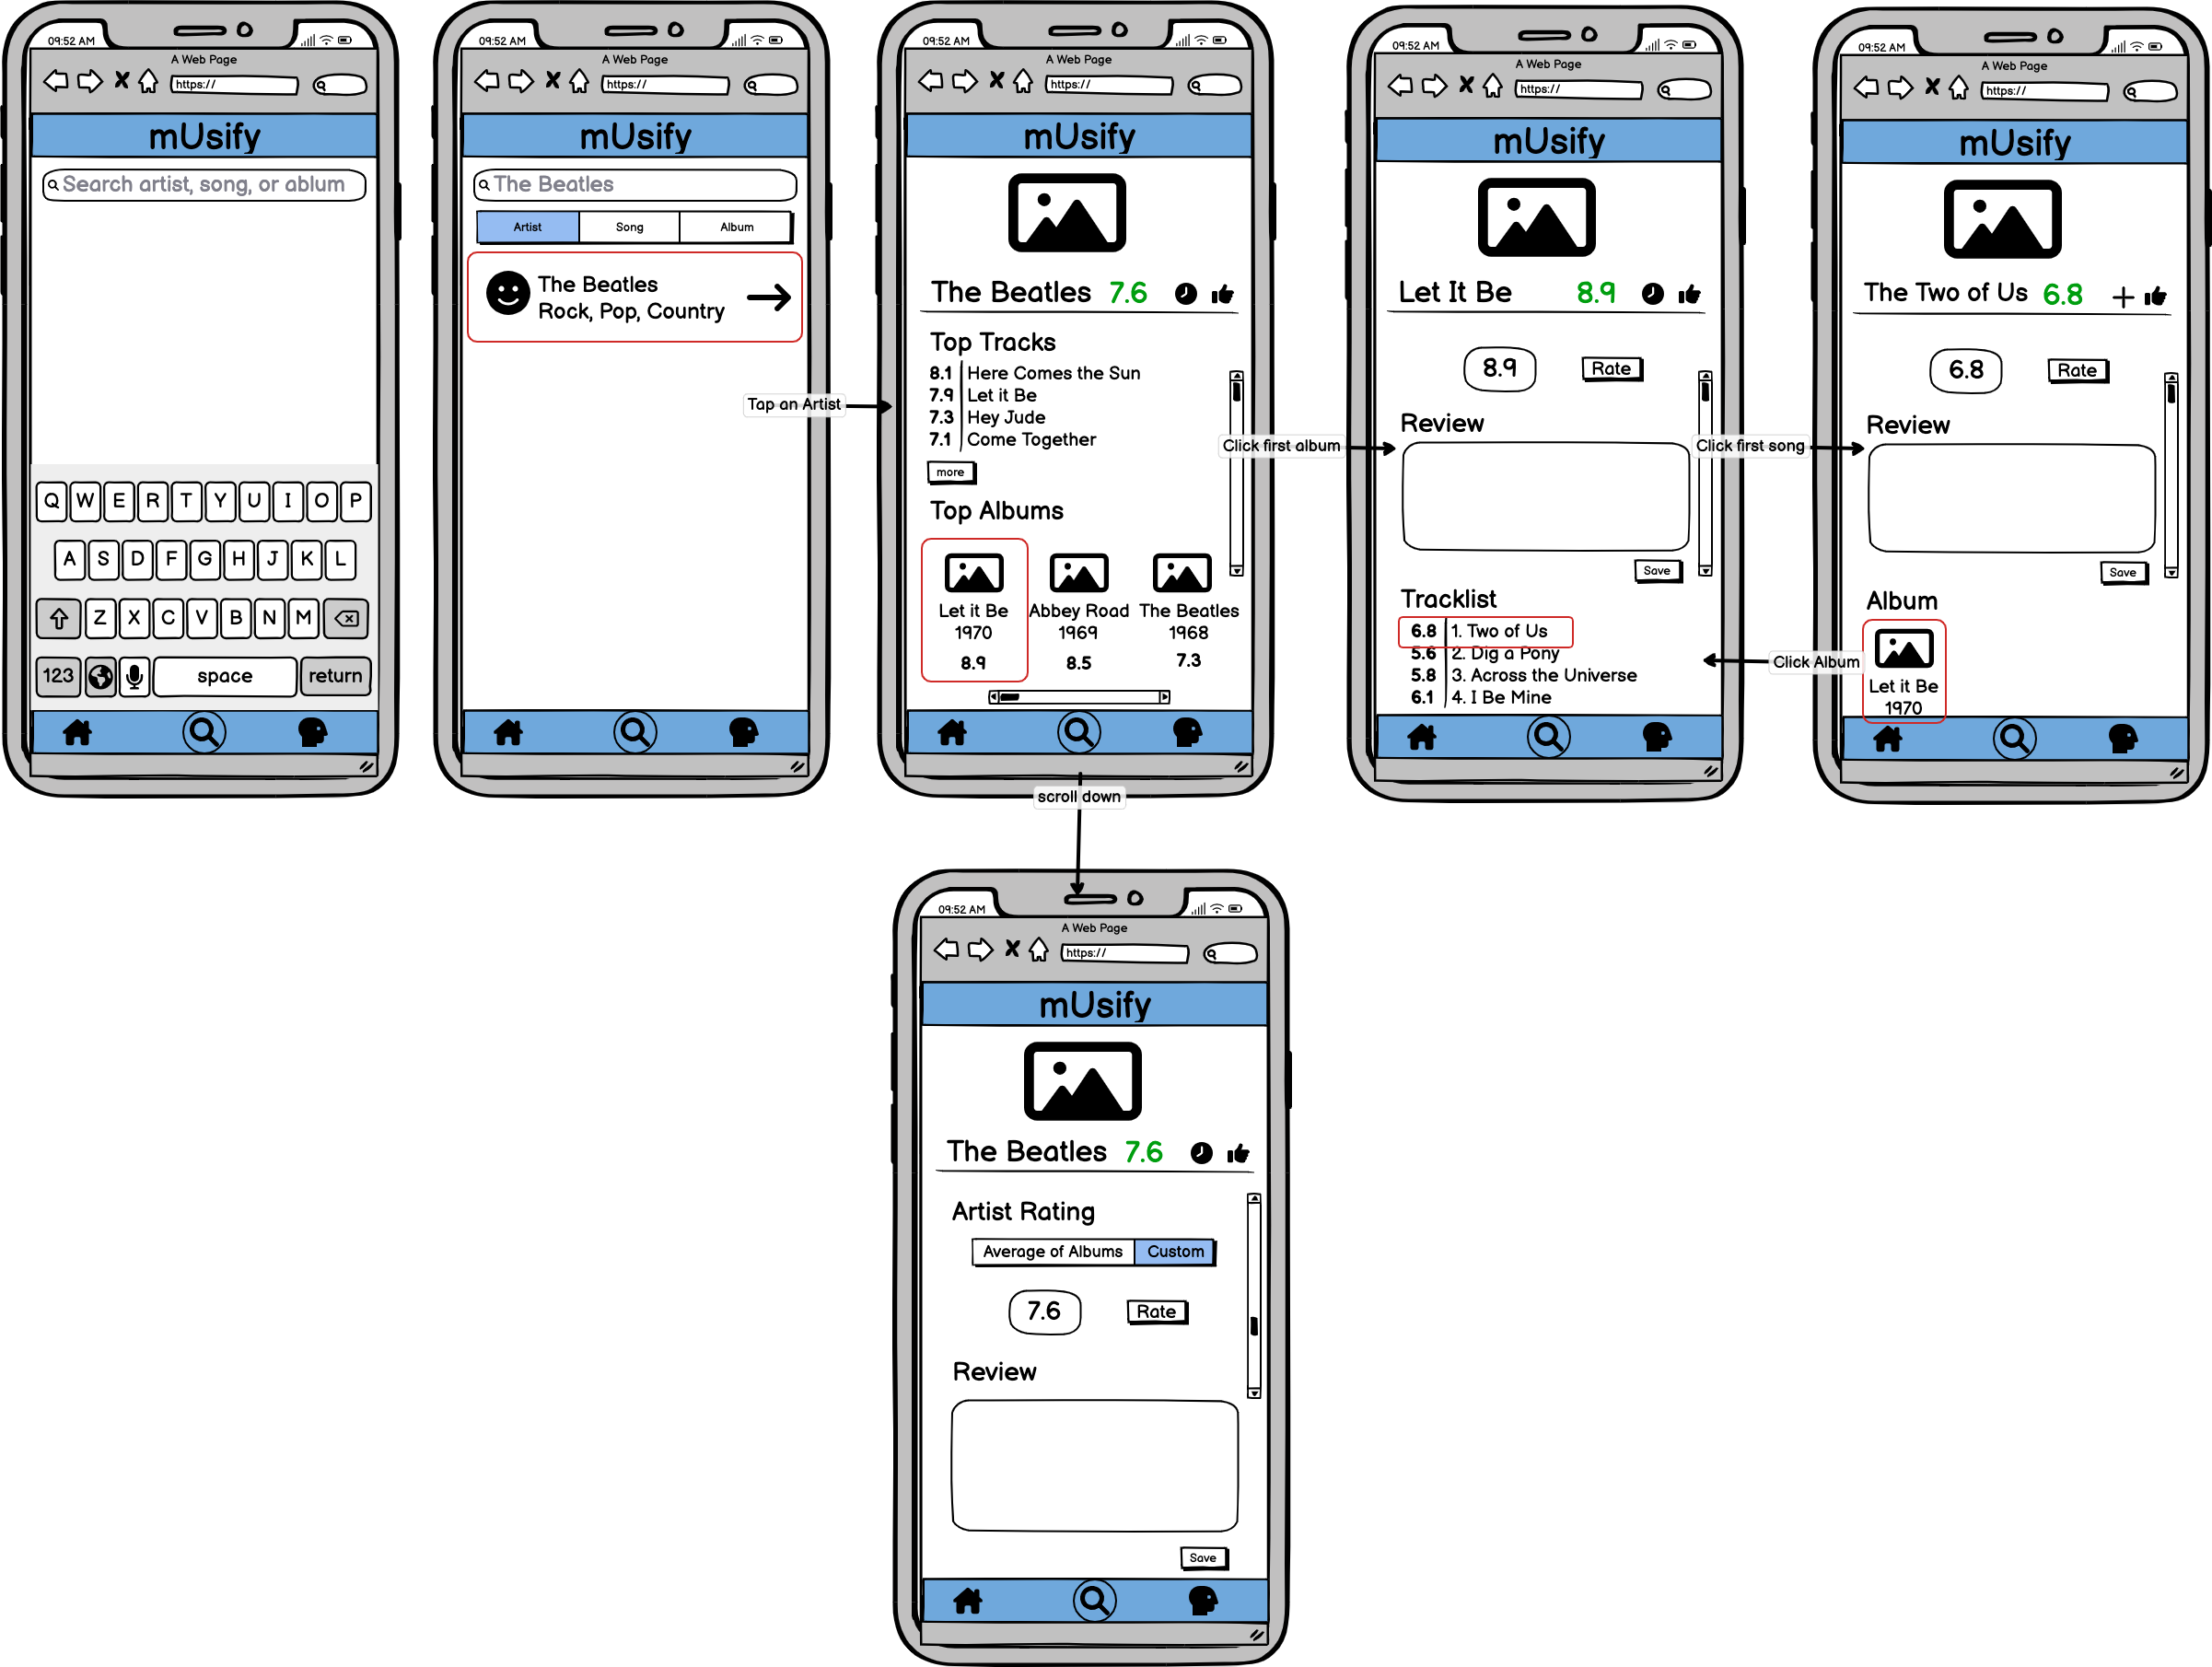 09:52 AM
A Web Page
https://
mUsify
Search artist, song, or ablum
Q W E R T Y U I O P
A S D F G H J K L
Z X C V B N M
123 space return
09:52 AM
A Web Page
https://
mUsify
The Beatles
Artist Song Album
The Beatles
Rock, Pop, Country
Tap an Artist
09:52 AM
A Web Page
https://
mUsify
The Beatles 7.6
Top Tracks
8.1 Here Comes the Sun
7.9 Let it Be
7.3 Hey Jude
7.1 Come Together
more
Top Albums
Let it Be
1970
8.9
Abbey Road
1969
8.5
The Beatles
1968
7.3
Click first album
09:52 AM
A Web Page
https://
mUsify
Let It Be 8.9
8.9 Rate
Review
Save
Tracklist
6.8 1. Two of Us
5.6 2. Dig a Pony
5.8 3. Across the Universe
6.1 4. I Be Mine
Click first song
Click Album
09:52 AM
A Web Page
https://
mUsify
The Two of Us 6.8
6.8 Rate
Review
Save
Album
Let it Be
1970
scroll down
09:52 AM
A Web Page
https://
mUsify
The Beatles 7.6
Artist Rating
Average of Albums Custom
7.6 Rate
Review
Save